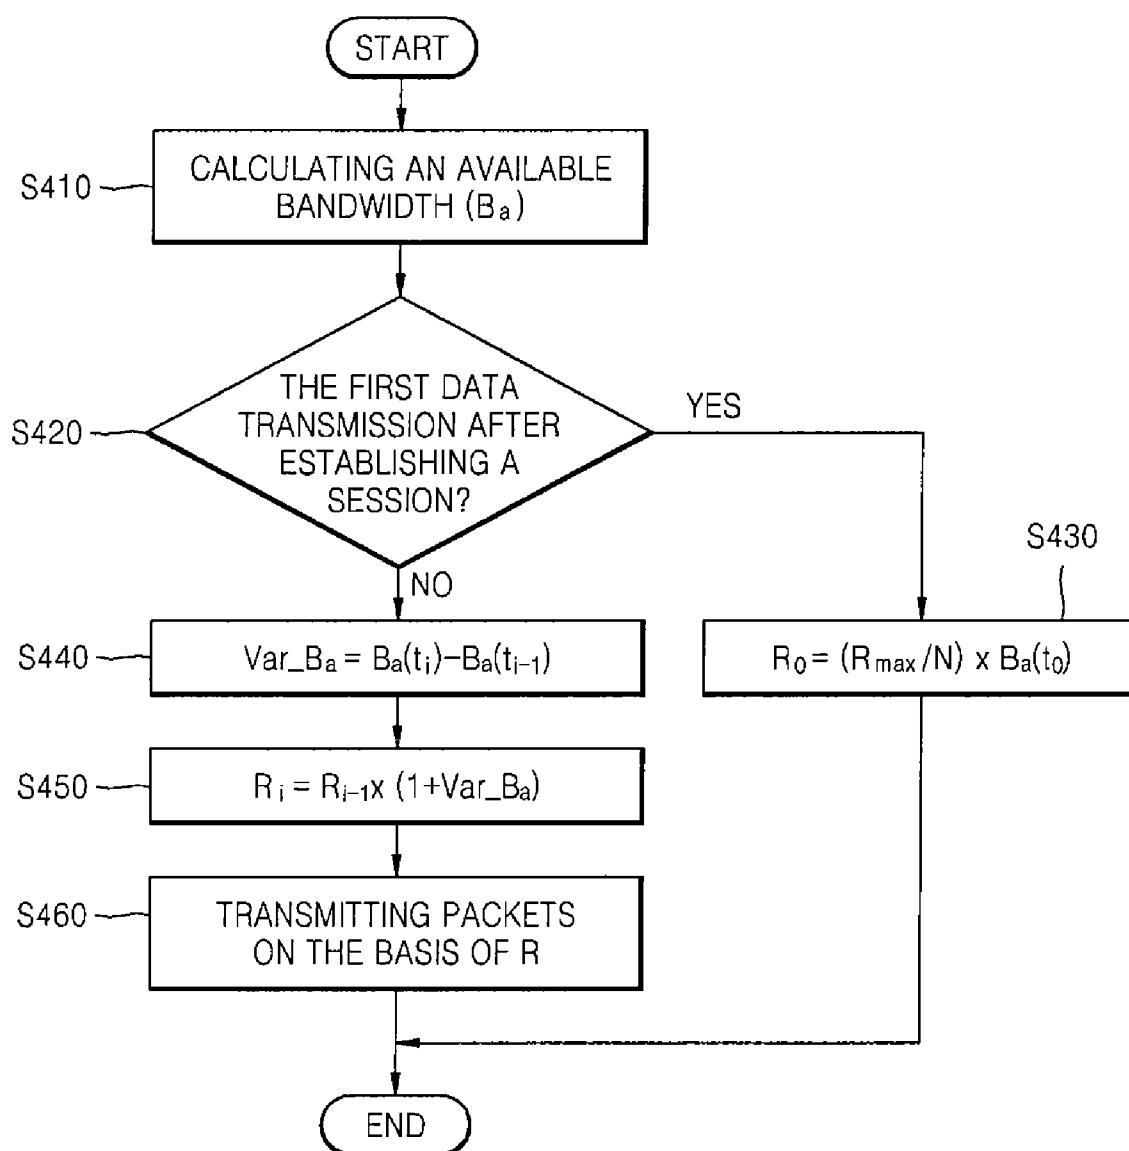 START
S410
CALCULATING AN AVAILABLE
BANDWIDTH (Ba)
S420
THE FIRST DATA
TRANSMISSION AFTER
ESTABLISHING A
SESSION?
YES
NO
S430
R0 = (Rmax/N) x Ba(t0)
S440
Var_Ba = Ba(ti)–Ba(ti–1)
S450
Ri = Ri–1x (1+Var_Ba)
S460
TRANSMITTING PACKETS
ON THE BASIS OF R
END